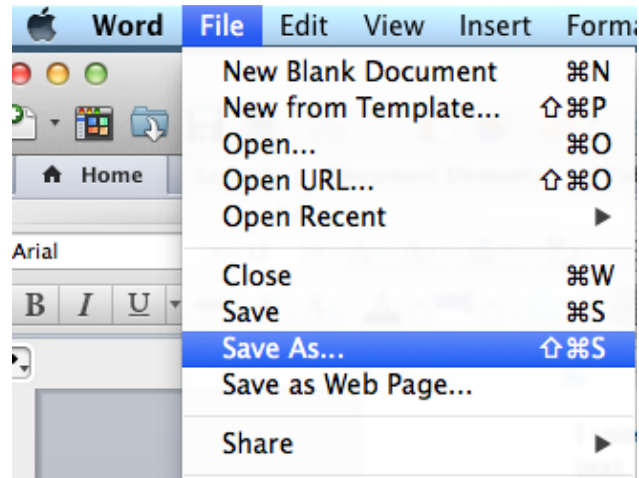 Word File Edit View Insert Forma
New Blank Document ⌘N
New from Template... ⇧⌘P
Open... ⌘O
Open URL... ⇧⌘O
Open Recent ▶
Home
Arial
Close ⌘W
B I U
Save ⌘S
Save As... ⇧⌘S
Save as Web Page...
Share ▶